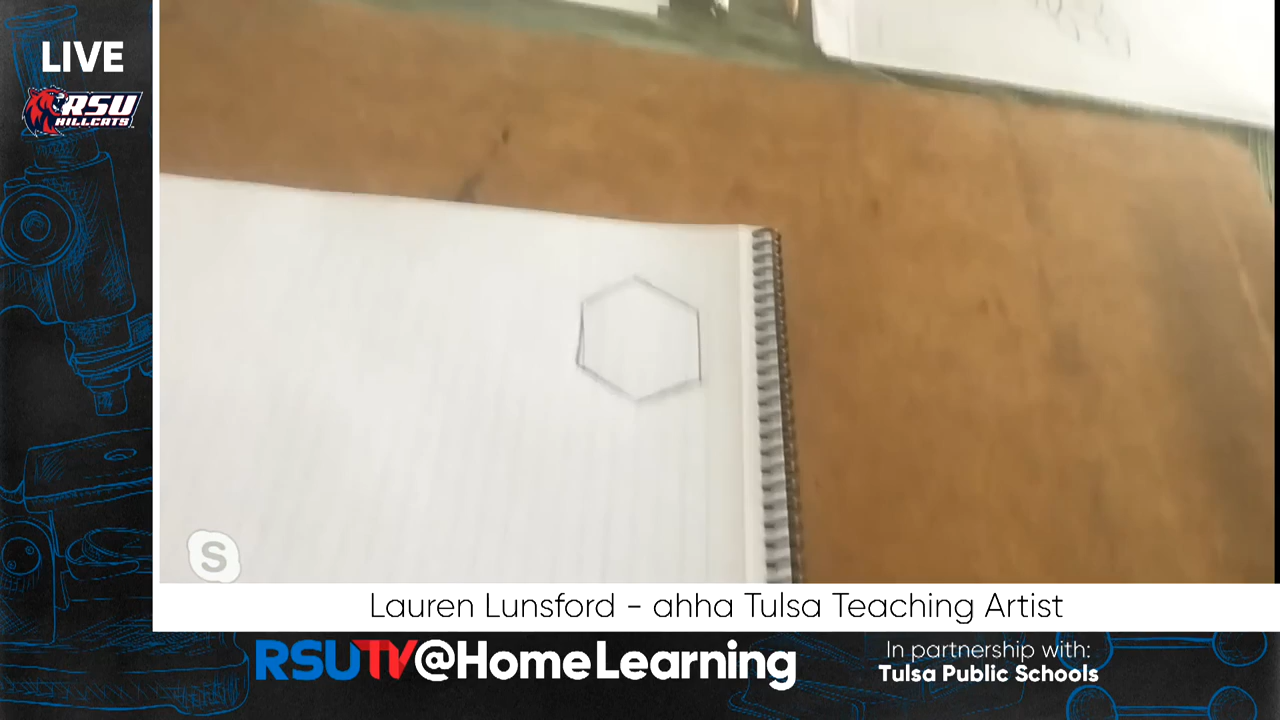 LIVE
RSU
HILLCATS
S
Lauren Lunsford - ahha Tulsa Teaching Artist
RSUTV@HomeLearning
In partnership with:
Tulsa Public Schools